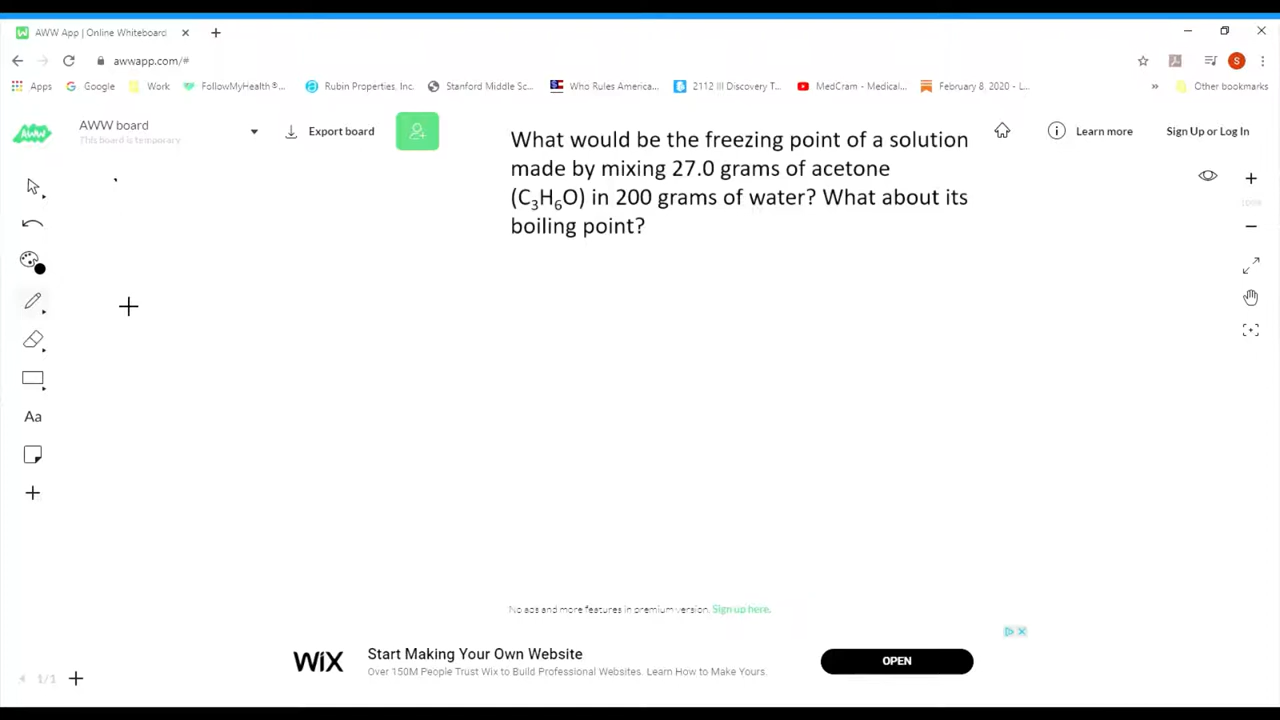 AWW App | Online Whiteboard
awwapp.com/#
Apps Google Work FollowMyHealth®... Rubin Properties, Inc. Stanford Middle Sc... Who Rules America... 2112 III Discovery T... MedCram - Medical... February 8, 2020 - L... » Other bookmarks
AWW
AWW board
This board is temporary
Export board
Learn more
Sign Up or Log In
What would be the freezing point of a solution
made by mixing 27.0 grams of acetone
(C₃H₆O) in 200 grams of water? What about its
boiling point?
100%
Aa
No ads and more features in premium version. Sign up here.
WiX
Start Making Your Own Website
Over 150M People Trust Wix to Build Professional Websites. Learn How to Make Yours.
OPEN
1/1
S